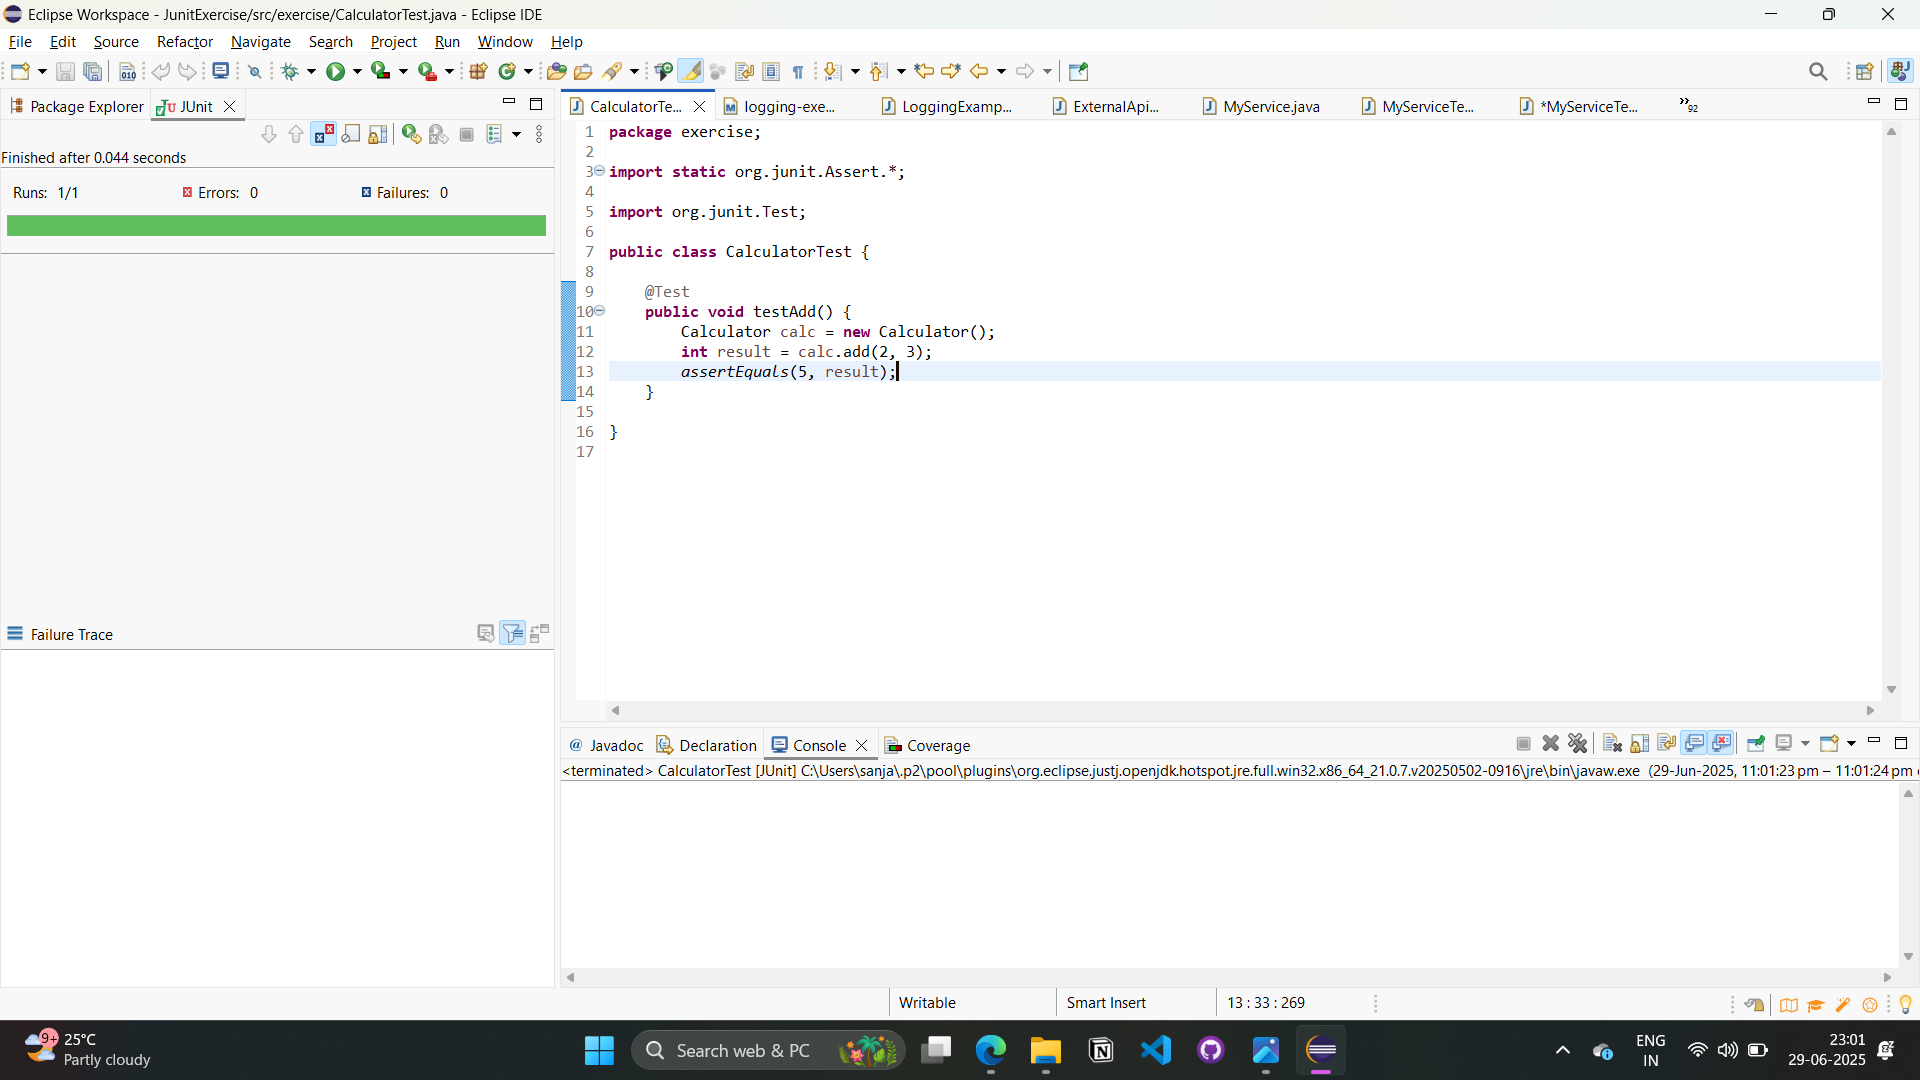 Eclipse Workspace - JunitExercise/src/exercise/CalculatorTest.java - Eclipse IDE
File Edit Source Refactor Navigate Search Project Run Window Help
Package Explorer JUnit
Finished after 0.044 seconds
Runs: 1/1 Errors: 0 Failures: 0
Failure Trace
CalculatorTe... logging-exe... LoggingExamp... ExternalApi... MyService.java MyServiceTe... *MyServiceTe... »92
1 package exercise;
2
3 import static org.junit.Assert.*;
4
5 import org.junit.Test;
6
7 public class CalculatorTest {
8
9 @Test
10 public void testAdd() {
11 Calculator calc = new Calculator();
12 int result = calc.add(2, 3);
13 assertEquals(5, result);
14 }
15
16 }
17
@ Javadoc Declaration Console Coverage
<terminated> CalculatorTest [JUnit] C:\Users\sanja\.p2\pool\plugins\org.eclipse.justj.openjdk.hotspot.jre.full.win32.x86_64_21.0.7.v20250502-0916\jre\bin\javaw.exe (29-Jun-2025, 11:01:23 pm – 11:01:24 pm
Writable Smart Insert 13 : 33 : 269
9+ 25°C
Partly cloudy
Search web & PC
ENG
IN
23:01
29-06-2025